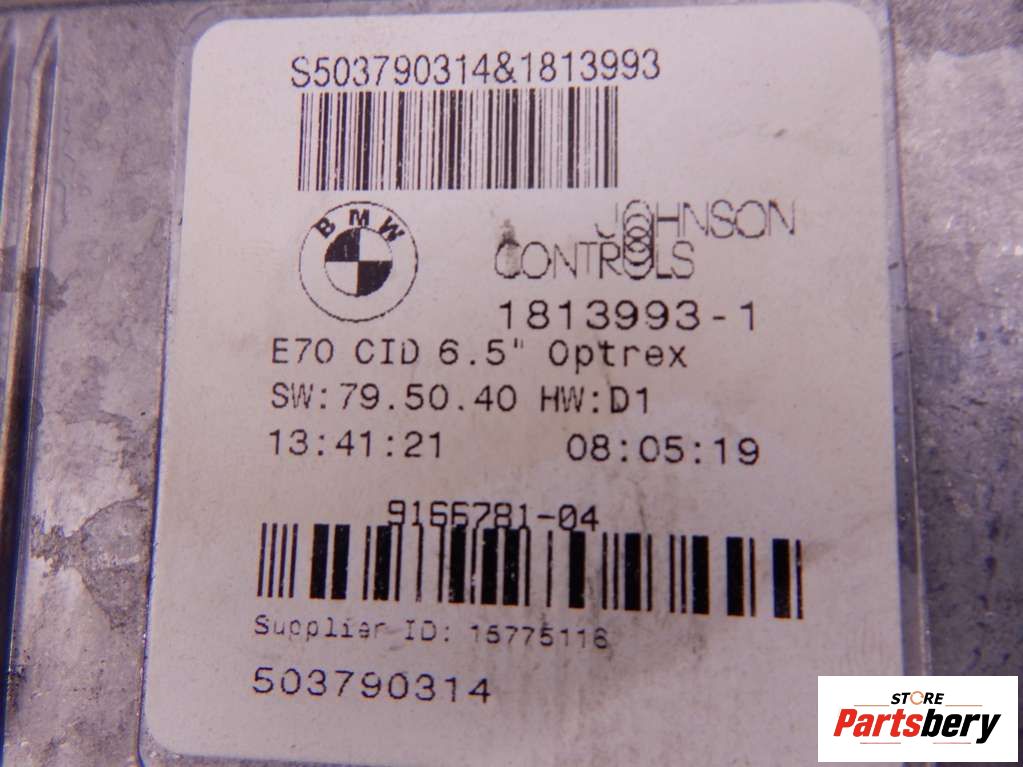 S503790314&1813993
BMW
JOHNSON
CONTROLS
1813993-1
E70 CID 6.5" Optrex
SW:79.50.40 HW:D1
13:41:21 08:05:19
9166781-04
Supplier ID: 15775116
503790314
STORE
Partsbery